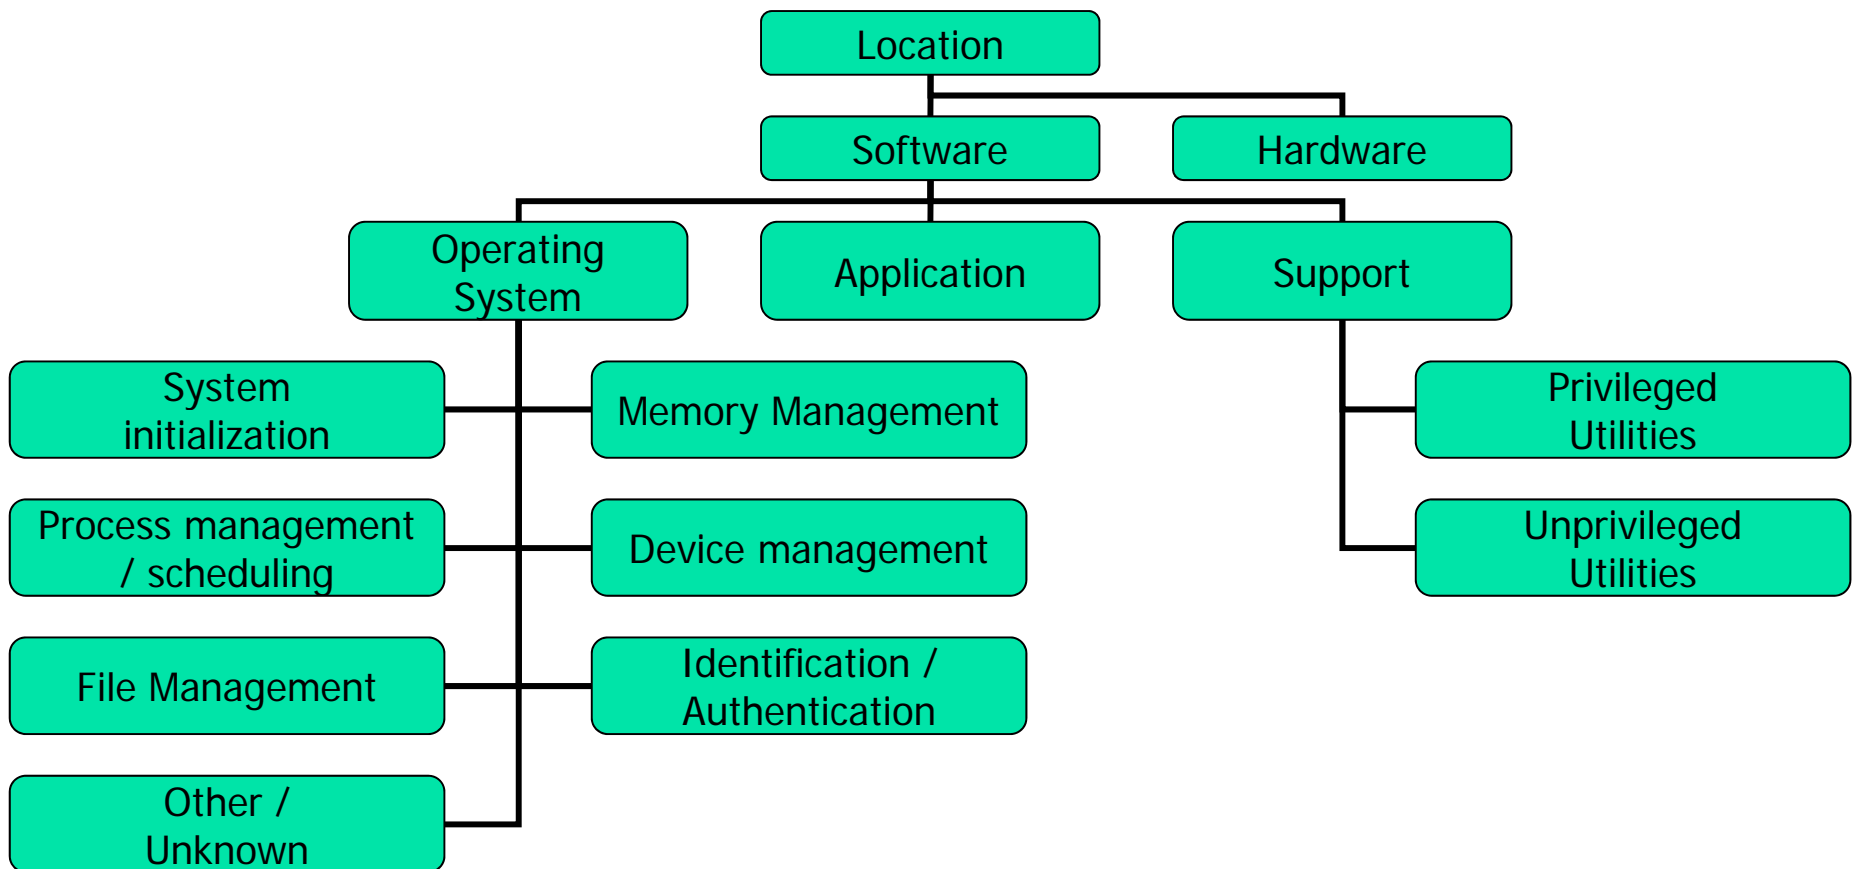 Location
Software
Hardware
Operating
System
Application
Support
System
initialization
Memory Management
Privileged
Utilities
Process management
/ scheduling
Device management
Unprivileged
Utilities
File Management
Identification /
Authentication
Other /
Unknown